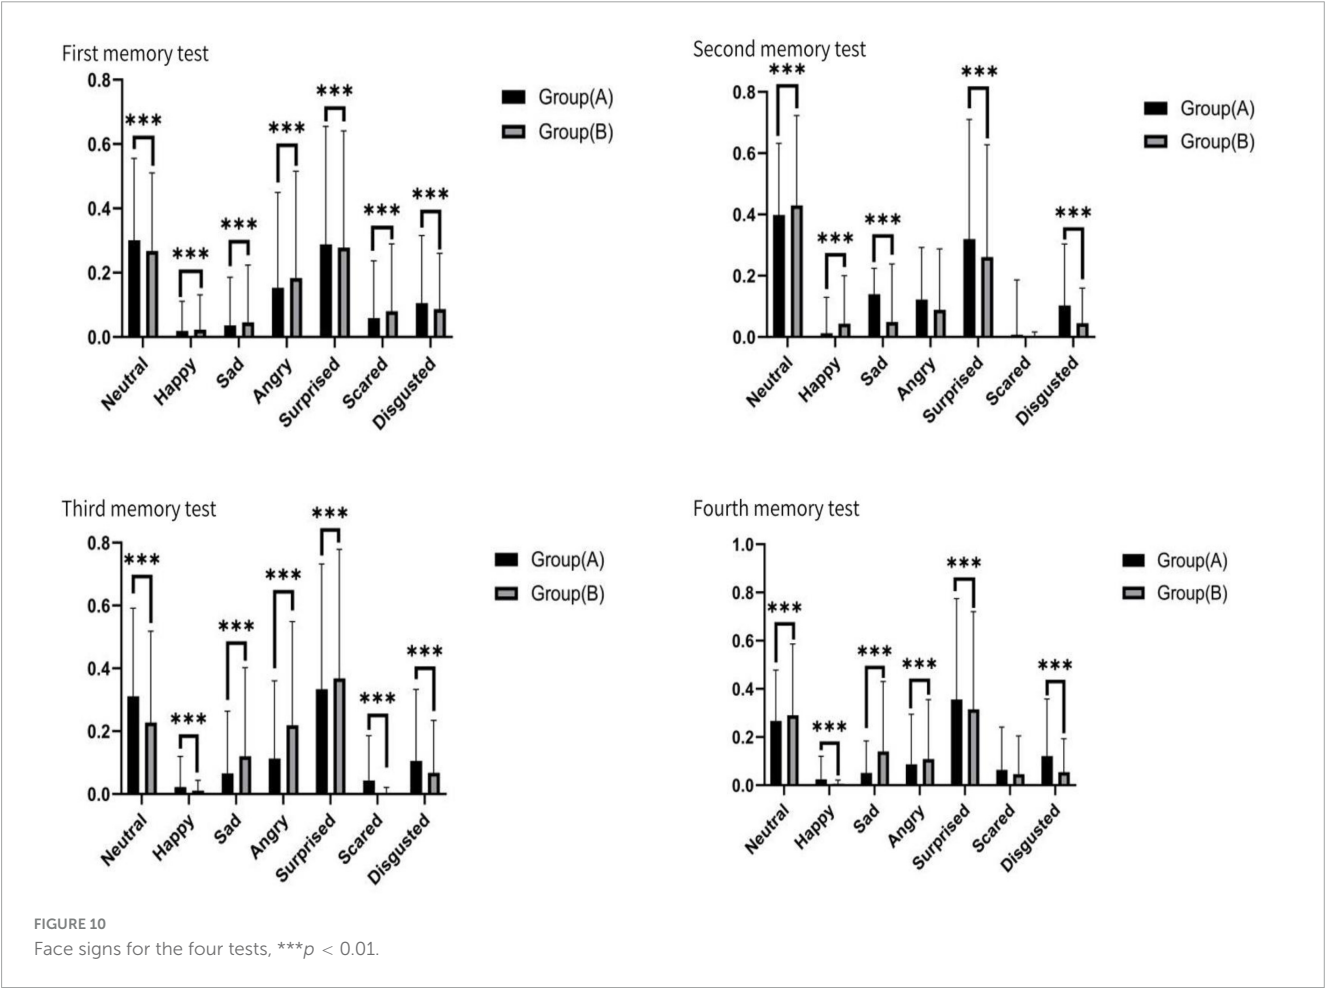 First memory test
0.8
0.6
0.4
0.2
0.0
***
***
***
***
***
***
***
Neutral
Happy
Sad
Angry
Surprised
Scared
Disgusted
Group(A)
Group(B)
Second memory test
0.8
0.6
0.4
0.2
0.0
***
***
***
***
***
Neutral
Happy
Sad
Angry
Surprised
Scared
Disgusted
Group(A)
Group(B)
Third memory test
0.8
0.6
0.4
0.2
0.0
***
***
***
***
***
***
***
Neutral
Happy
Sad
Angry
Surprised
Scared
Disgusted
Group(A)
Group(B)
Fourth memory test
1.0
0.8
0.6
0.4
0.2
0.0
***
***
***
***
***
***
Neutral
Happy
Sad
Angry
Surprised
Scared
Disgusted
Group(A)
Group(B)
FIGURE 10
Face signs for the four tests, ***p < 0.01.